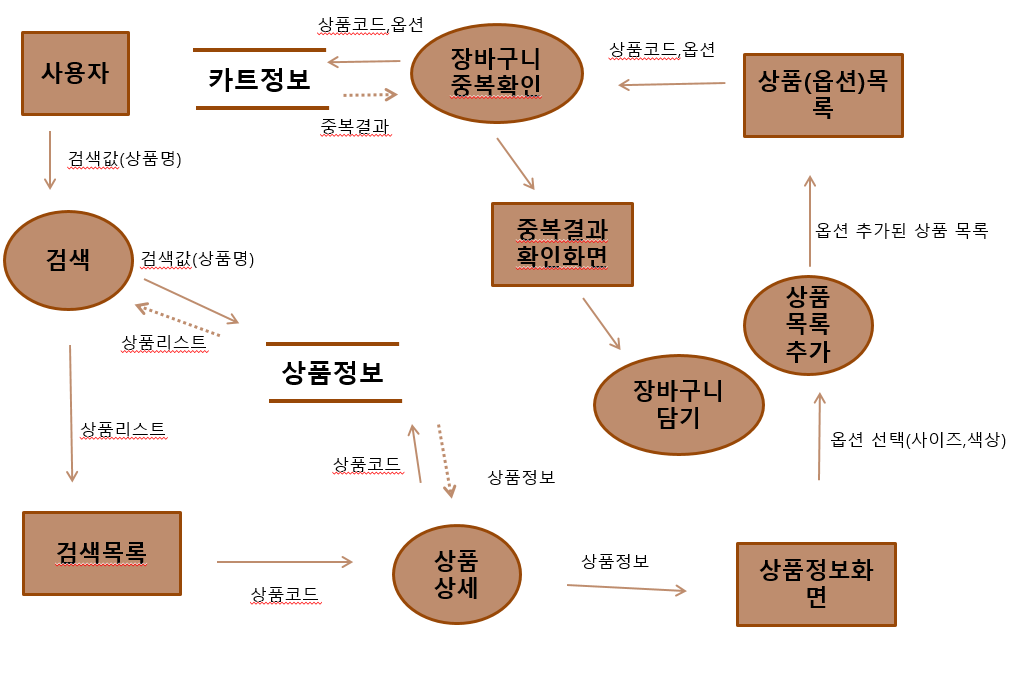 상품코드,옵션
사용자
카트정보
장바구니
중복확인
상품코드,옵션
상품(옵션)목
록
중복결과
검색값(상품명)
검색
검색값(상품명)
중복결과
확인화면
옵션 추가된 상품 목록
상품리스트
상품
목록
추가
상품정보
장바구니
담기
상품리스트
옵션 선택(사이즈,색상)
상품코드
상품정보
검색목록
상품코드
상품
상세
상품정보
상품정보화
면